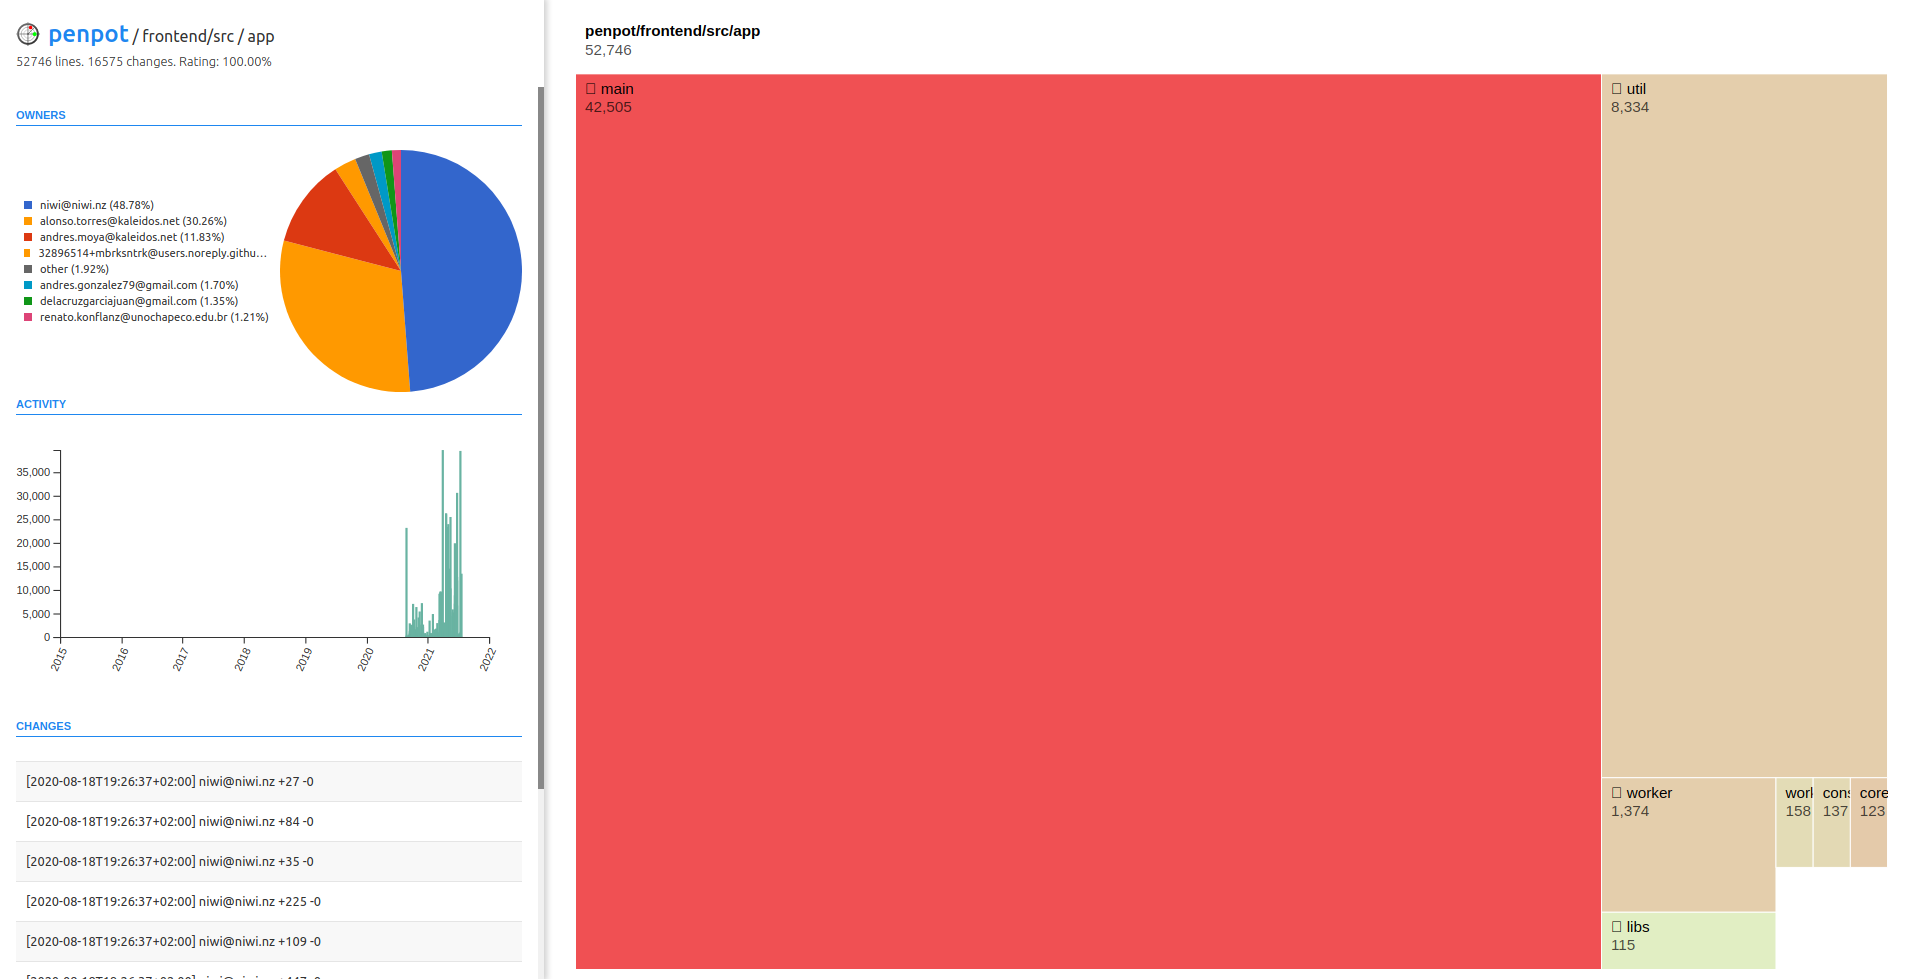 penpot / frontend/src / app
52746 lines. 16575 changes. Rating: 100.00%
OWNERS
niwi@niwi.nz (48.78%)
alonso.torres@kaleidos.net (30.26%)
andres.moya@kaleidos.net (11.83%)
32896514+mbrksntrk@users.noreply.githu...
other (1.92%)
andres.gonzalez79@gmail.com (1.70%)
delacruzgarciajuan@gmail.com (1.35%)
renato.konflanz@unochapeco.edu.br (1.21%)
ACTIVITY
35,000
30,000
25,000
20,000
15,000
10,000
5,000
0
2015
2016
2017
2018
2019
2020
2021
2022
CHANGES
[2020-08-18T19:26:37+02:00] niwi@niwi.nz +27 -0
[2020-08-18T19:26:37+02:00] niwi@niwi.nz +84 -0
[2020-08-18T19:26:37+02:00] niwi@niwi.nz +35 -0
[2020-08-18T19:26:37+02:00] niwi@niwi.nz +225 -0
[2020-08-18T19:26:37+02:00] niwi@niwi.nz +109 -0
penpot/frontend/src/app
52,746
main
42,505
util
8,334
worker
1,374
work
158
cons
137
core
123
libs
115